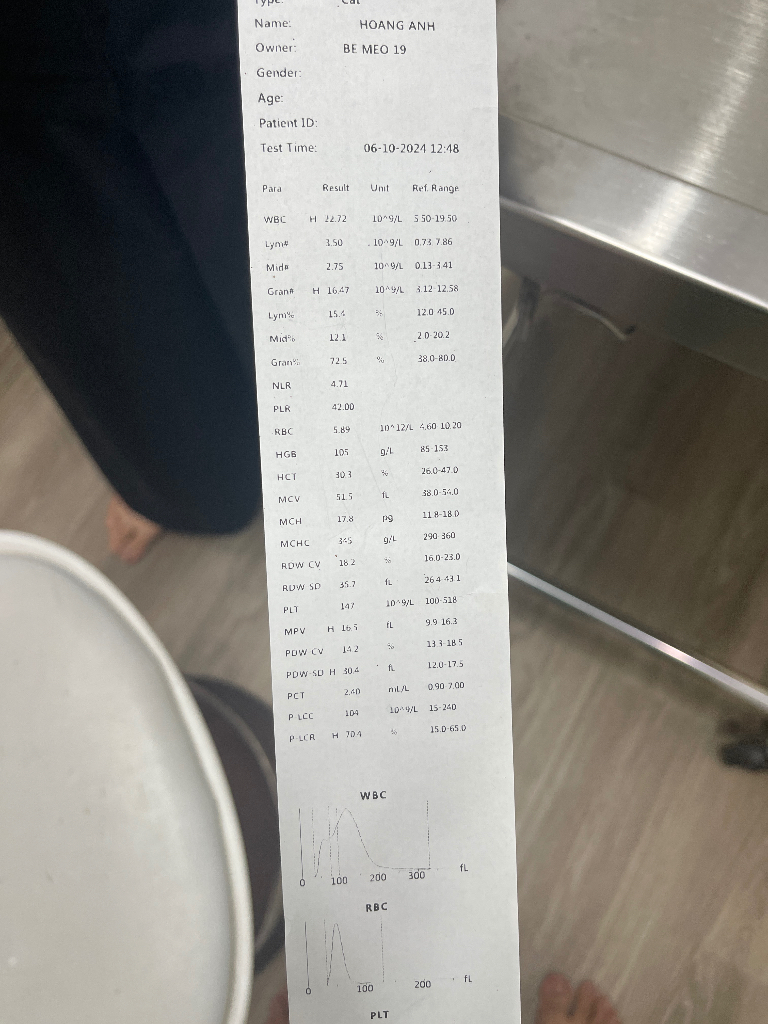 Type: Cat
Name: HOANG ANH
Owner: BE MEO 19
Gender:
Age:
Patient ID:
Test Time: 06-10-2024 12:48
Para Result Unit Ref. Range
WBC H 22.72 10^9/L 5.50-19.50
Lym# 3.50 10^9/L 0.73-7.86
Mid# 2.75 10^9/L 0.13-3.41
Gran# H 16.47 10^9/L 3.12-12.58
Lym% 15.4 % 12.0-45.0
Mid% 12.1 % 2.0-20.2
Gran% 72.5 % 38.0-80.0
NLR 4.71
PLR 42.00
RBC 5.89 10^12/L 4.60-10.20
HGB 105 g/L 85-153
HCT 30.3 % 26.0-47.0
MCV 51.5 fL 38.0-54.0
MCH 17.8 pg 11.8-18.0
MCHC 345 g/L 290-360
RDW-CV 18.2 % 16.0-23.0
RDW-SD 35.7 fL 26.4-43.1
PLT 147 10^9/L 100-518
MPV H 16.5 fL 9.9-16.3
PDW-CV 14.2 % 13.3-18.5
PDW-SD H 30.4 fL 12.0-17.5
PCT 2.40 mL/L 0.90-7.00
P-LCC 104 10^9/L 15-240
P-LCR H 70.4 % 15.0-65.0
WBC
0 100 200 300 fL
RBC
0 100 200 fL
PLT